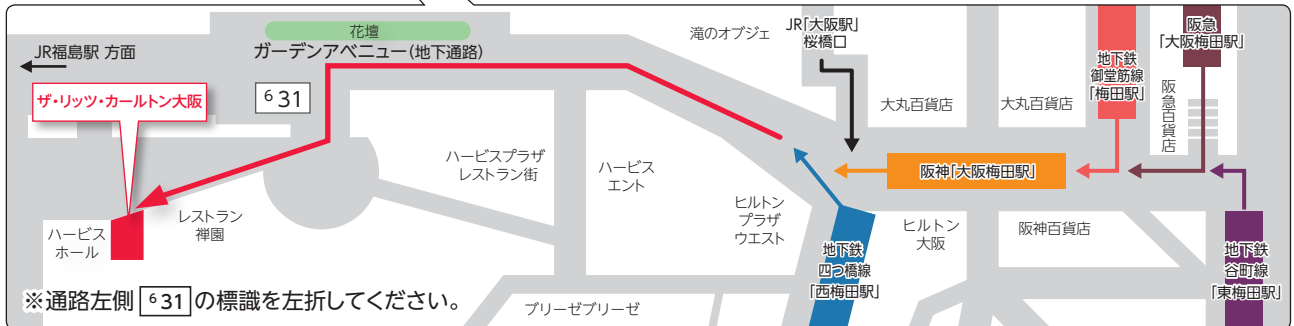 花壇
ガーデンアベニュー(地下通路)
JR福島駅 方面
ザ・リッツ・カールトン大阪
⁶31
滝のオブジェ
JR「大阪駅」
桜橋口
大丸百貨店
大丸百貨店
地下鉄
御堂筋線
「梅田駅」
阪急
「大阪梅田駅」
阪急百貨店
ハービスプラザ
レストラン街
ハービス
エント
阪神「大阪梅田駅」
レストラン
禅園
ハービス
ホール
ヒルトン
プラザ
ウエスト
地下鉄
四つ橋線
「西梅田駅」
ヒルトン
大阪
阪神百貨店
地下鉄
谷町線
「東梅田駅」
ブリーゼブリーゼ
※通路左側 ⁶31 の標識を左折してください。